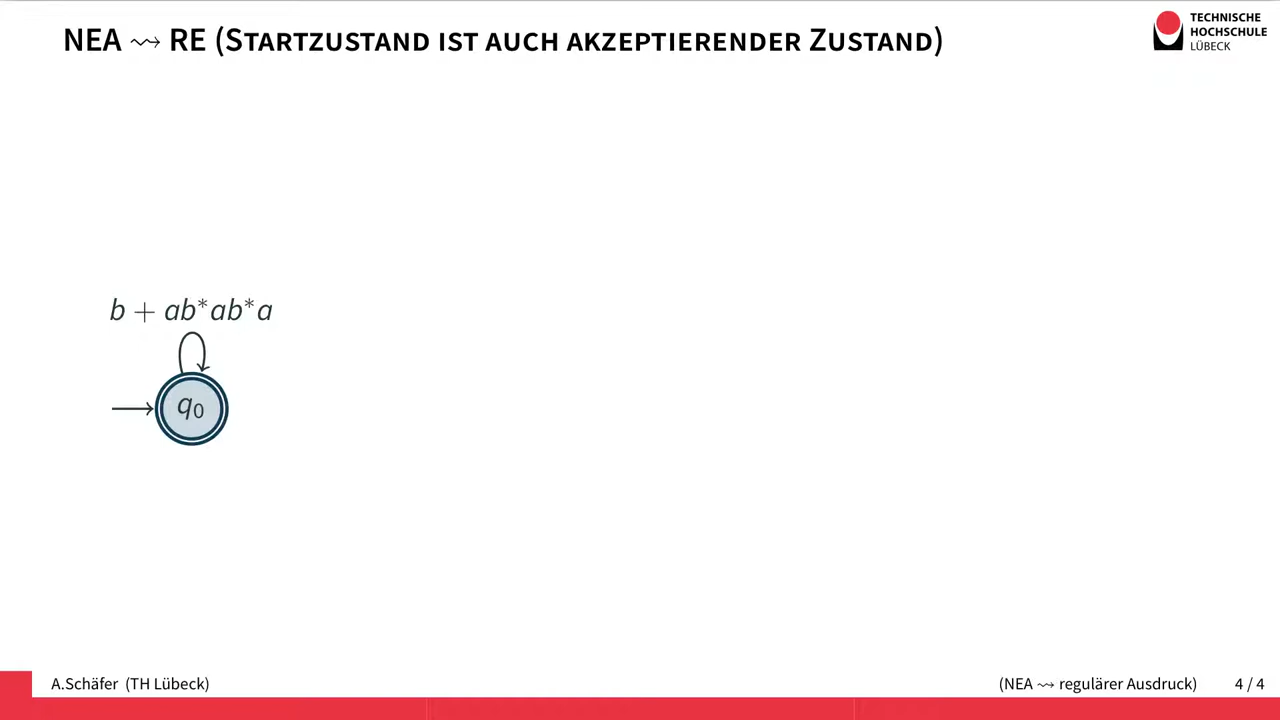 NEA ⇝ RE (Startzustand ist auch akzeptierender Zustand)
TECHNISCHE
HOCHSCHULE
LÜBECK
b + ab*ab*a
q₀
A.Schäfer (TH Lübeck) (NEA ⇝ regulärer Ausdruck) 4 / 4